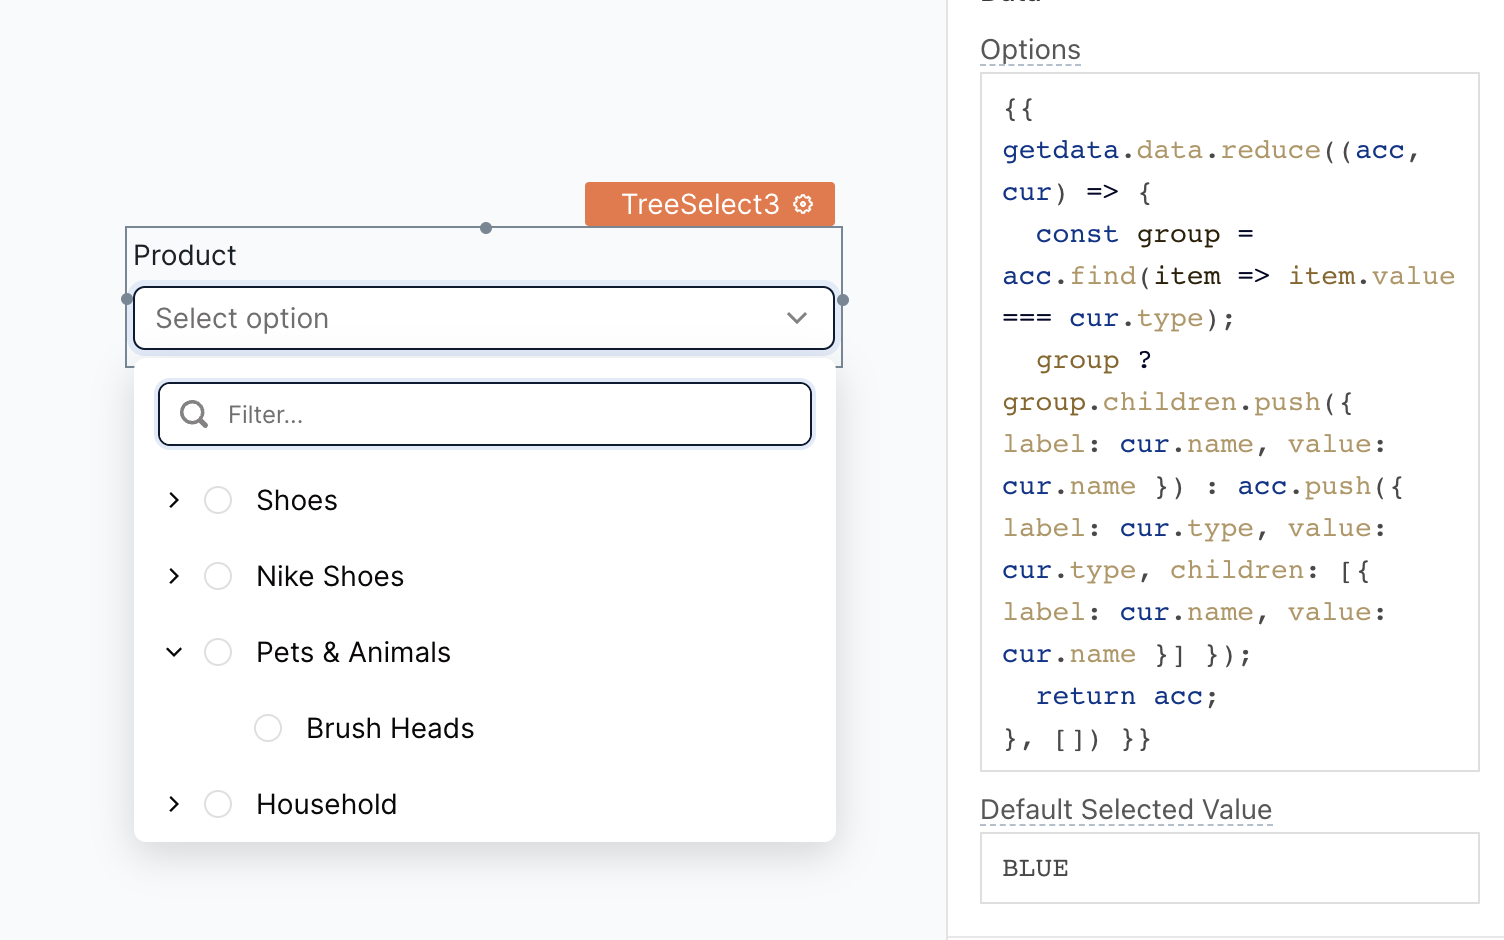 TreeSelect3
Product
Select option
Filter...
Shoes
Nike Shoes
Pets & Animals
Brush Heads
Household
Options
{{
getdata.data.reduce((acc,
cur) => {
  const group =
acc.find(item => item.value
=== cur.type);
  group ?
group.children.push({
label: cur.name, value:
cur.name }) : acc.push({
label: cur.type, value:
cur.type, children: [{
label: cur.name, value:
cur.name }] });
  return acc;
}, []) }}
Default Selected Value
BLUE